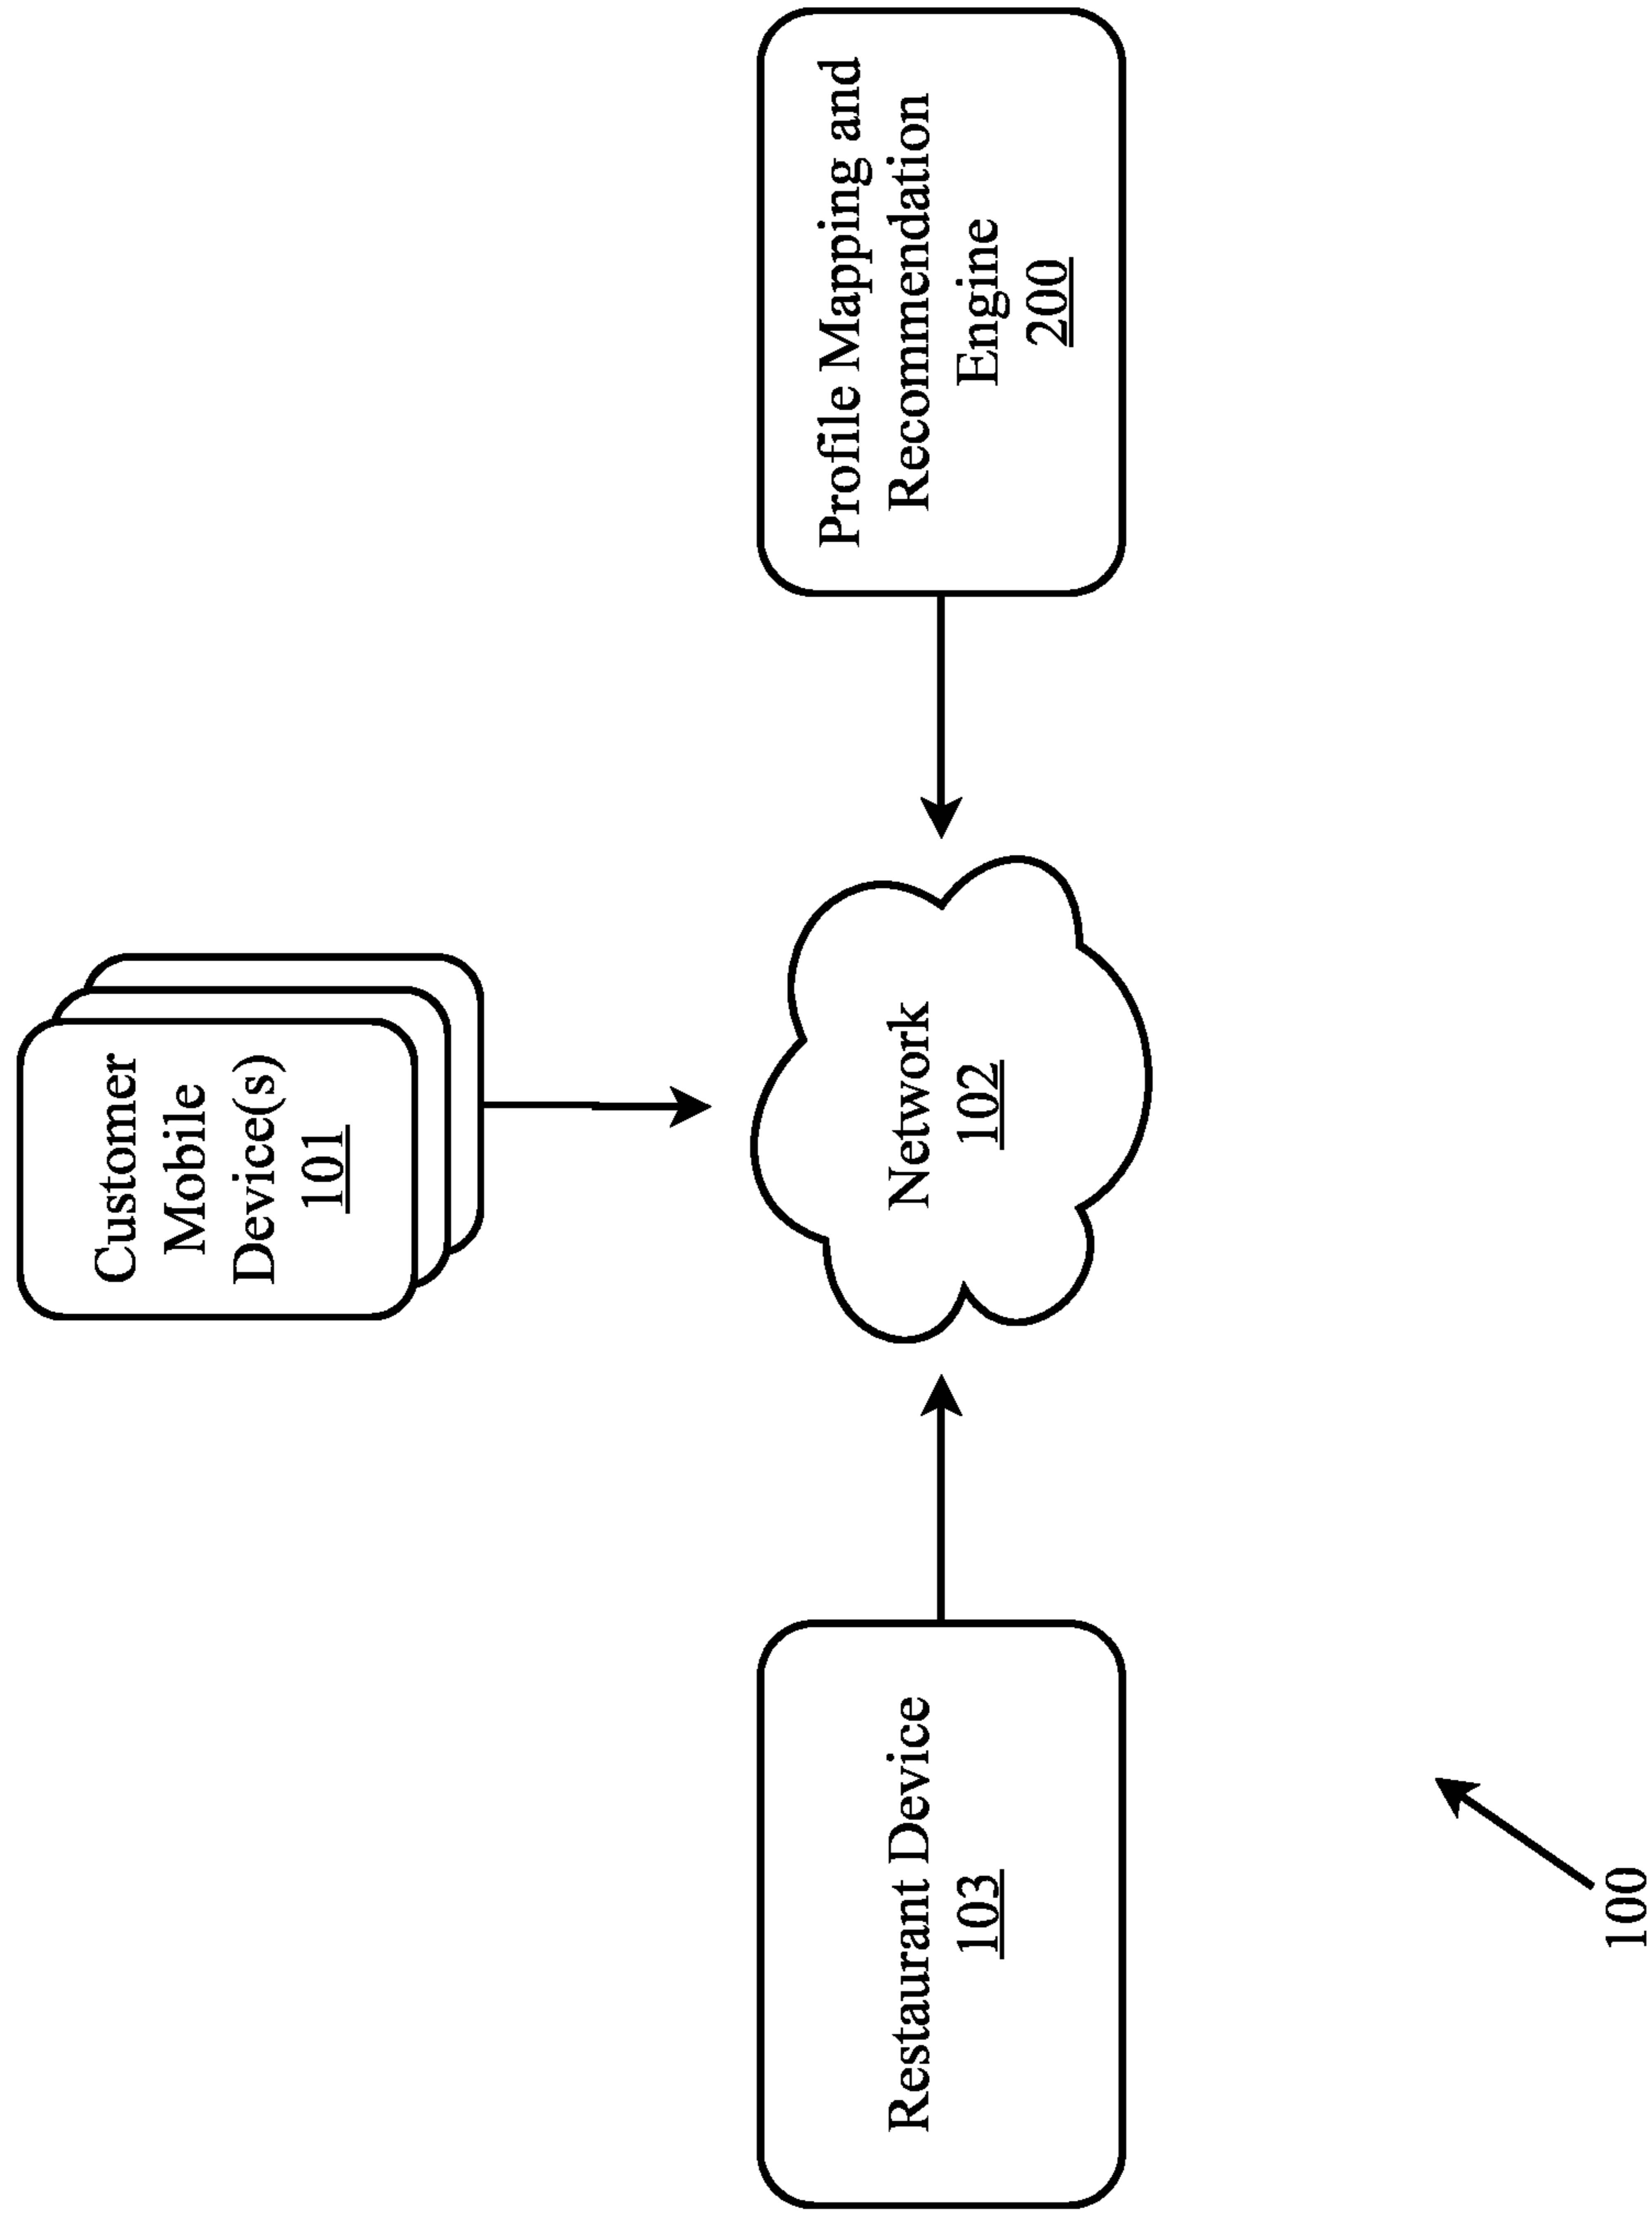 Customer
Mobile
Device(s)
101
Restaurant Device
103
Network
102
Profile Mapping and
Recommendation
Engine
200
100